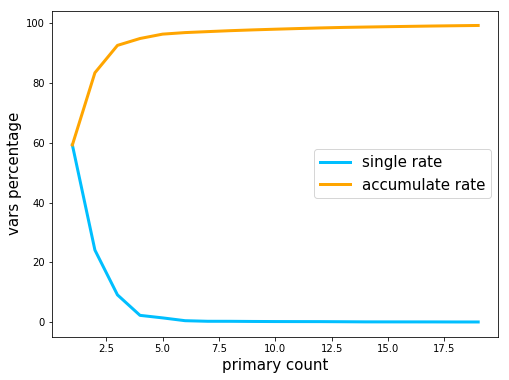 100
80
60
40
20
0
vars percentage
single rate
accumulate rate
2.5 5.0 7.5 10.0 12.5 15.0 17.5
primary count